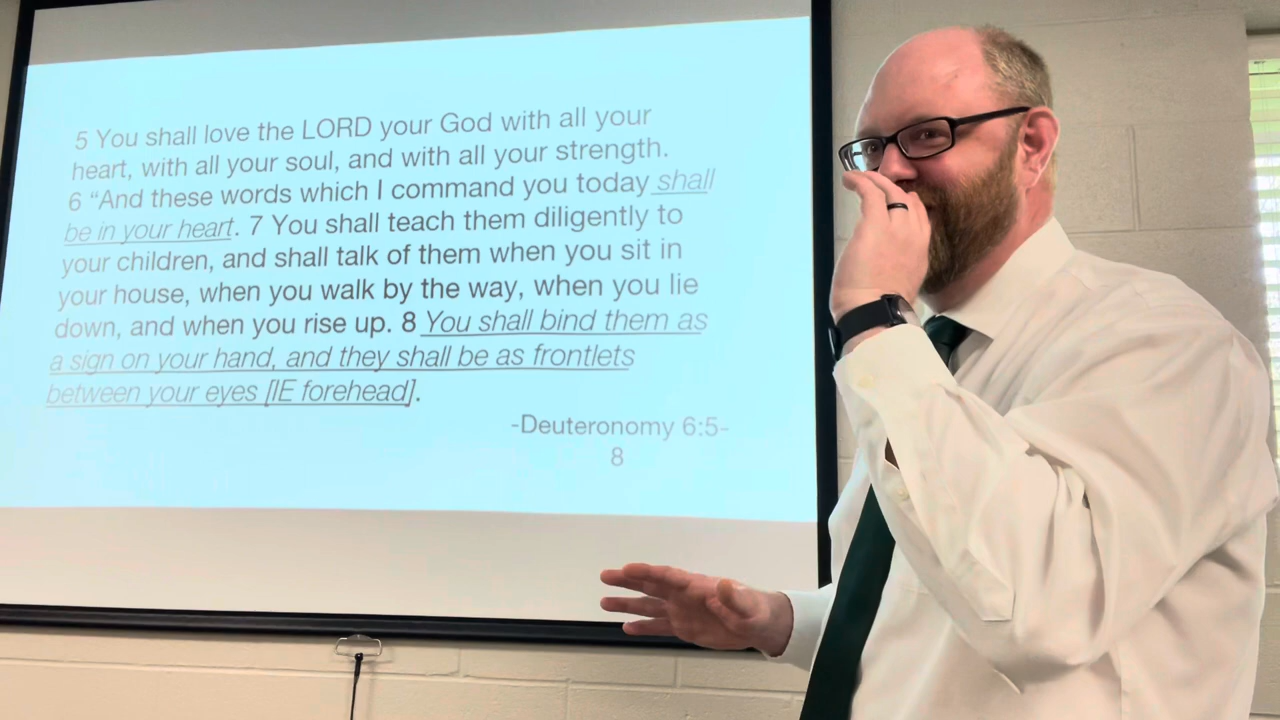 5 You shall love the LORD your God with all your
heart, with all your soul, and with all your strength.
6 “And these words which I command you today shall
be in your heart. 7 You shall teach them diligently to
your children, and shall talk of them when you sit in
your house, when you walk by the way, when you lie
down, and when you rise up. 8 You shall bind them as
a sign on your hand, and they shall be as frontlets
between your eyes [IE forehead].
-Deuteronomy 6:5-
8